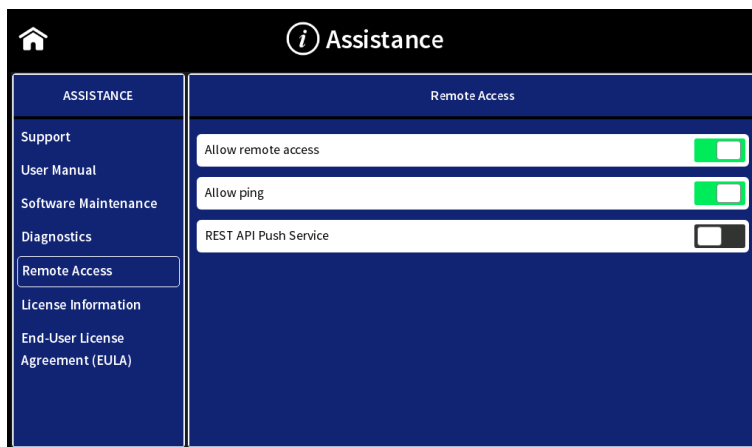 Assistance
ASSISTANCE
Support
User Manual
Software Maintenance
Diagnostics
Remote Access
License Information
End-User License
Agreement (EULA)
Remote Access
Allow remote access
Allow ping
REST API Push Service